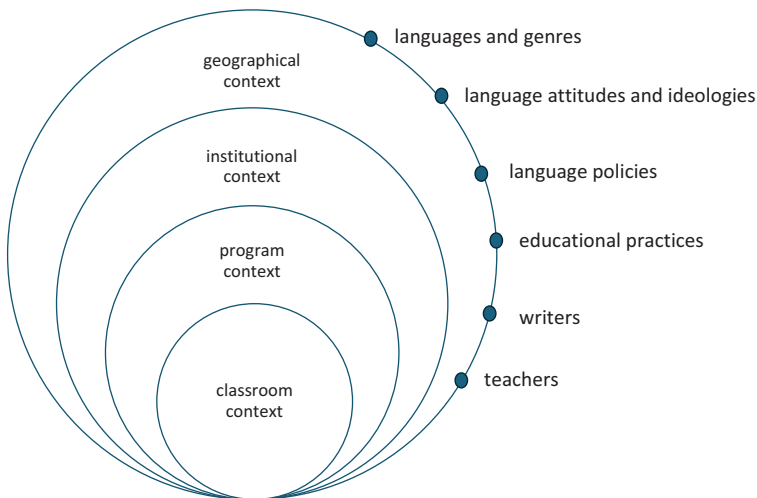 languages and genres
geographical
context
language attitudes and ideologies
institutional
context
language policies
program
context
educational practices
writers
classroom
context
teachers